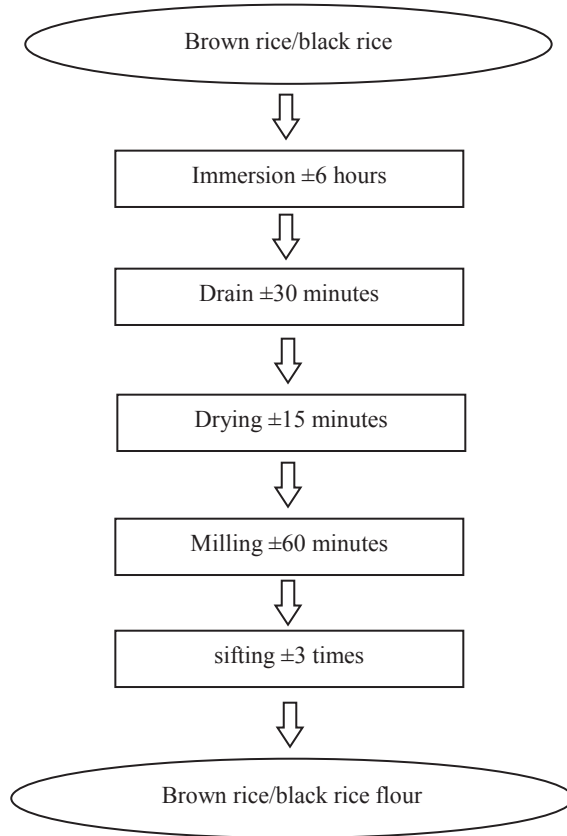 Brown rice/black rice
Immersion ±6 hours
Drain ±30 minutes
Drying ±15 minutes
Milling ±60 minutes
sifting ±3 times
Brown rice/black rice flour